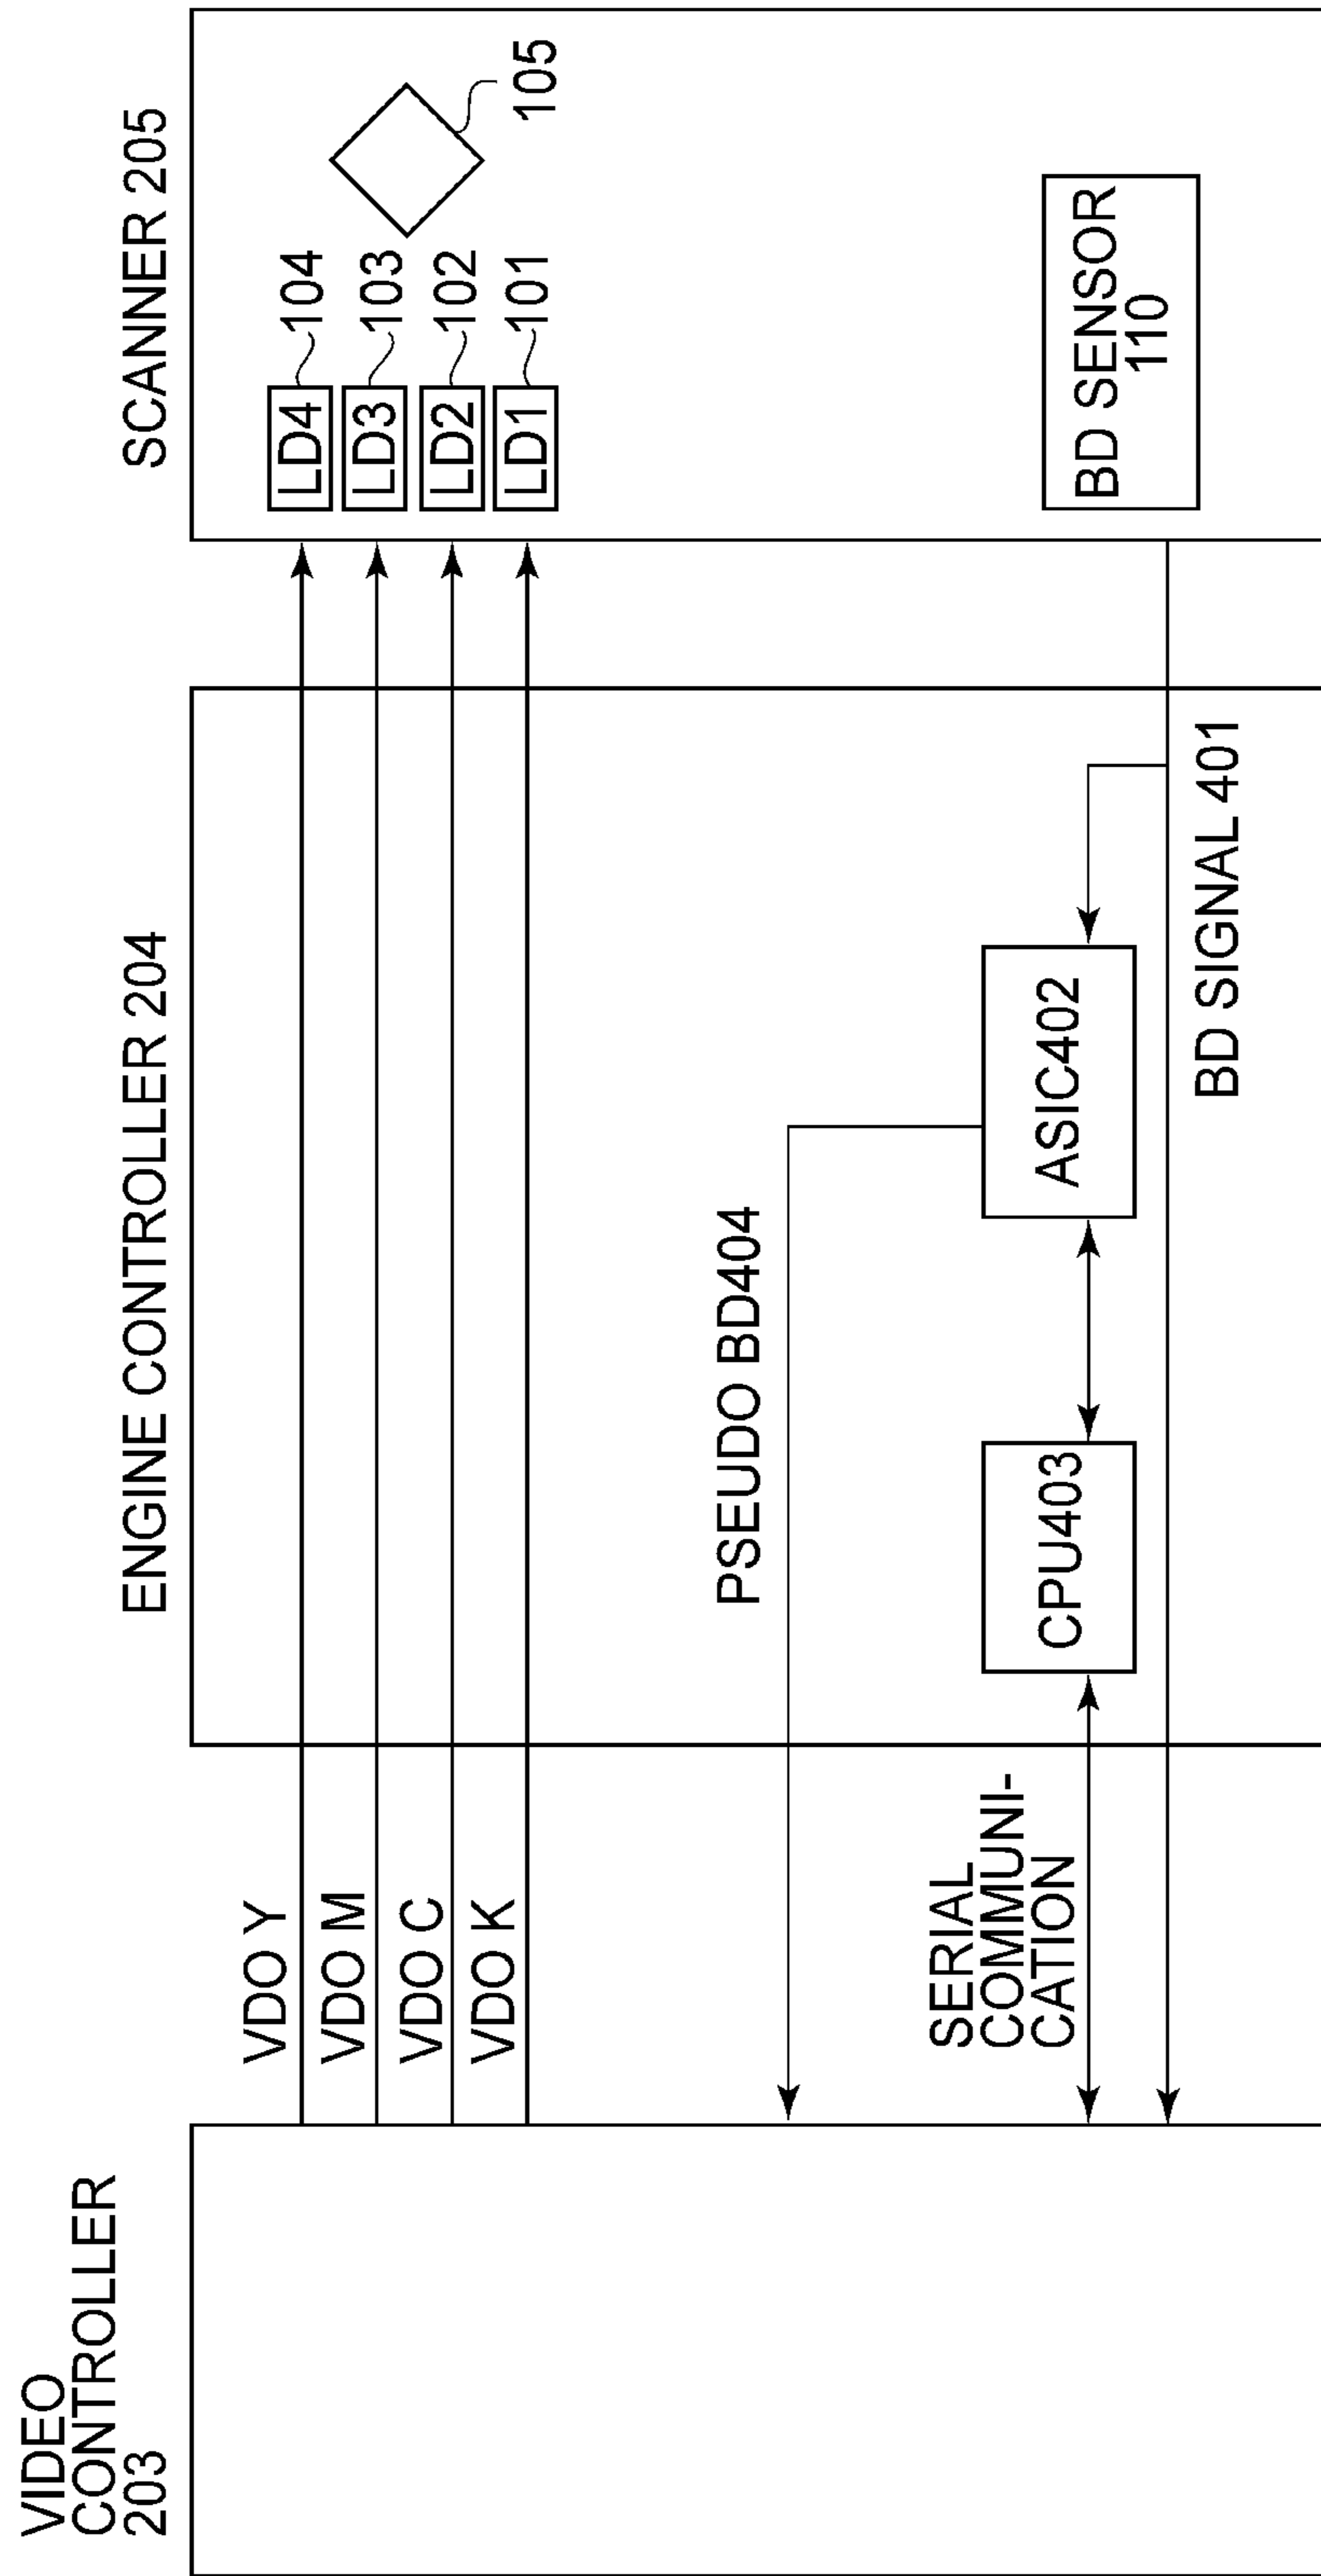 VIDEO
CONTROLLER
203
ENGINE CONTROLLER 204
SCANNER 205
VDO Y
VDO M
VDO C
VDO K
LD4
104
LD3
103
LD2
102
LD1
101
105
PSEUDO BD404
SERIAL
COMMUNI-
CATION
CPU403
ASIC402
BD SENSOR
110
BD SIGNAL 401